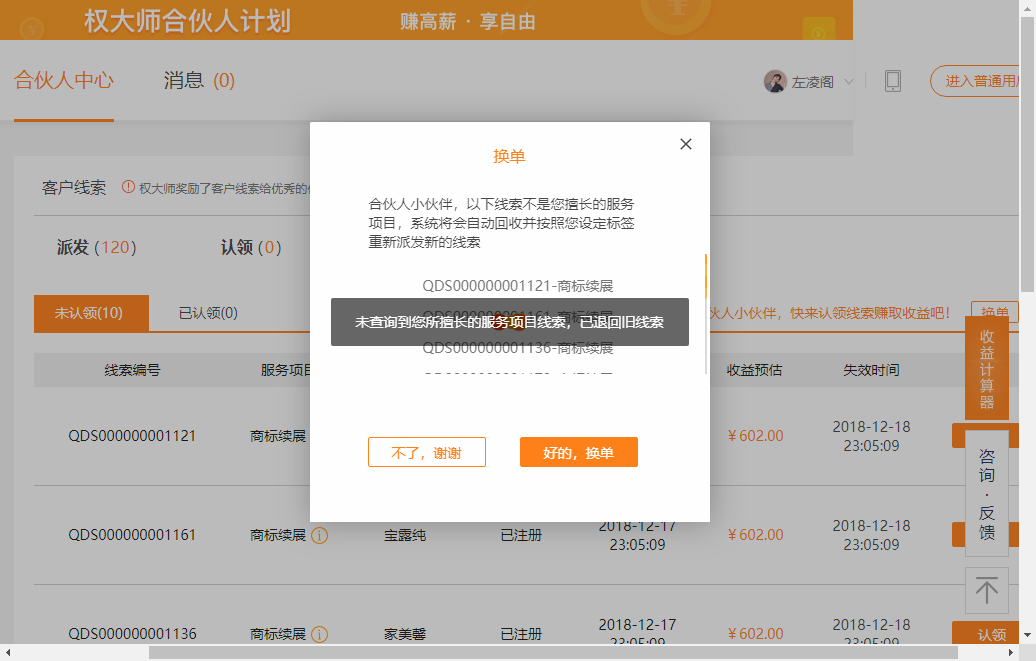 权大师合伙人计划
赚高薪 · 享自由
合伙人中心
消息 (0)
左凌阁
进入普通用
客户线索
权大师奖励了客户线索给优秀的
派发 (120)
认领 (0)
未认领(10)
已认领(0)
伙人小伙伴，快来认领线索赚取收益吧！
换单
线索编号
服务项目
收益预估
失效时间
QDS000000001121
商标续展
￥602.00
2018-12-18
23:05:09
QDS000000001161
商标续展
宝露纯
已注册
2018-12-17
23:05:09
￥602.00
2018-12-18
23:05:09
QDS000000001136
商标续展
家美馨
已注册
2018-12-17
23:05:09
￥602.00
2018-12-18
23:05:09
认领
换单
合伙人小伙伴，以下线索不是您擅长的服务
项目，系统将会自动回收并按照您设定标签
重新派发新的线索
QDS000000001121-商标续展
未查询到您所擅长的服务项目线索，已退回旧线索
QDS000000001136-商标续展
不了，谢谢
好的，换单
收益计算器
咨询·反馈